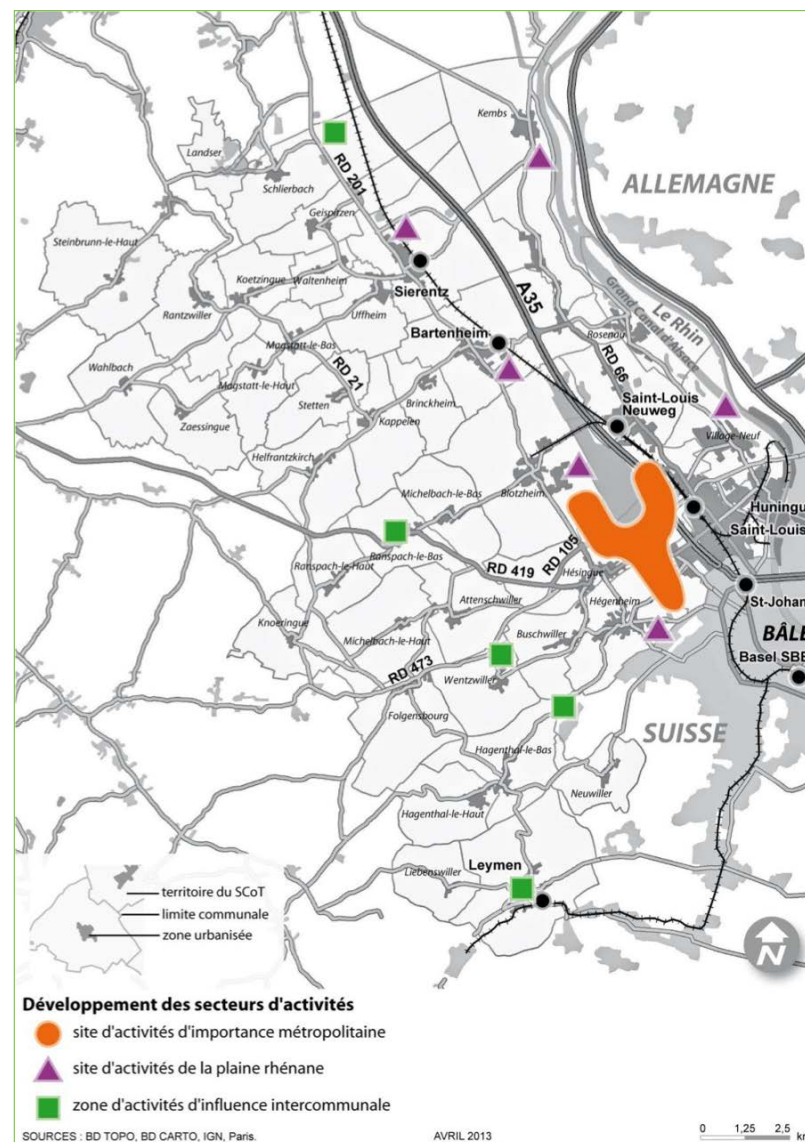 Kembs
Landser
Schlierbach
RD 201
ALLEMAGNE
Geispitzen
Steinbrunn-le-Haut
Koetzingue
Waltenheim
Sierentz
A35
Rantzwiller
Uffheim
Grand Canal d'Alsace
Le Rhin
Bartenheim
Rosenau
Magstatt-le-Bas
RD 66
Wahlbach
Magstatt-le-Haut
RD 21
Stetten
Brinckheim
Saint-Louis
Neuweg
Zaessingue
Kappelen
Village-Neuf
Helfrantzkirch
Michelbach-le-Bas
Blotzheim
Huningu
Saint-Louis
Ranspach-le-Bas
RD 105
Ranspach-le-Haut
RD 419
Hésingue
Attenschwiller
Hégenheim
St-Johan
Knoeringue
Michelbach-le-Haut
Buschwiller
BÂLE
RD 473
Wentzwiller
Basel SBB
Folgensbourg
SUISSE
Hagenthal-le-Bas
Neuwiller
Hagenthal-le-Haut
Leymen
Liebenswiller
territoire du SCoT
limite communale
zone urbanisée
N
Développement des secteurs d'activités
site d'activités d'importance métropolitaine
site d'activités de la plaine rhénane
zone d'activités d'influence intercommunale
SOURCES : BD TOPO, BD CARTO, IGN, Paris.
AVRIL 2013
0 1,25 2,5
km